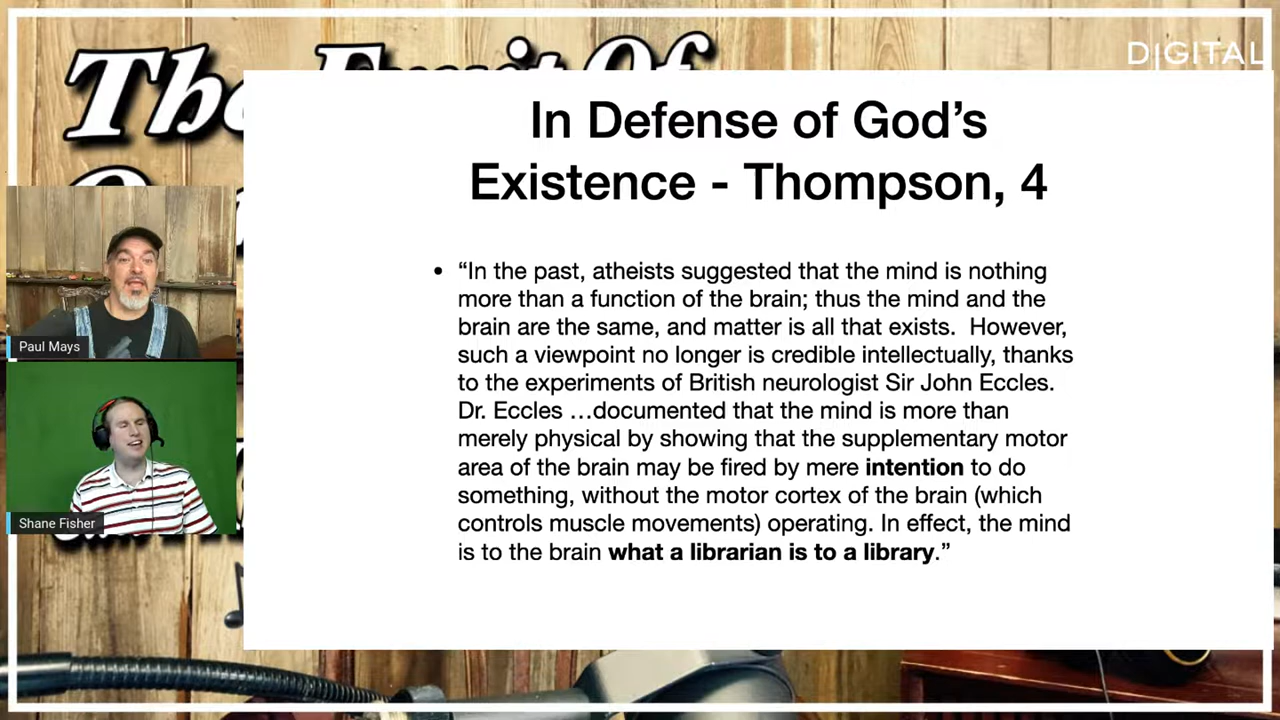 DIGITAL
The Fruit Of
In Defense of God’s
Existence - Thompson, 4
• “In the past, atheists suggested that the mind is nothing
more than a function of the brain; thus the mind and the
brain are the same, and matter is all that exists.  However,
such a viewpoint no longer is credible intellectually, thanks
to the experiments of British neurologist Sir John Eccles.
Dr. Eccles …documented that the mind is more than
merely physical by showing that the supplementary motor
area of the brain may be fired by mere intention to do
something, without the motor cortex of the brain (which
controls muscle movements) operating. In effect, the mind
is to the brain what a librarian is to a library.”
Paul Mays
Shane Fisher